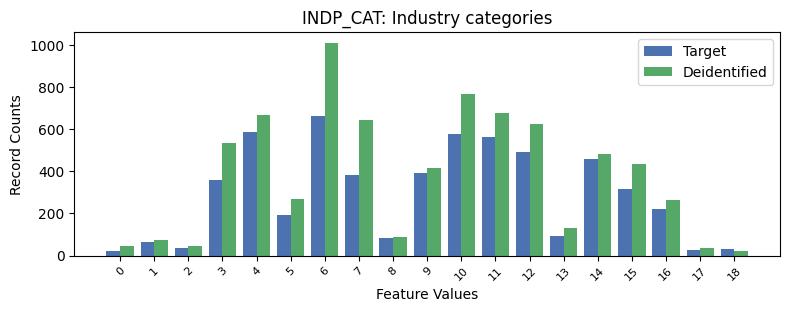 INDP_CAT: Industry categories
1000
800
600
400
200
0
Record Counts
Target
Deidentified
0 1 2 3 4 5 6 7 8 9 10 11 12 13 14 15 16 17 18
Feature Values